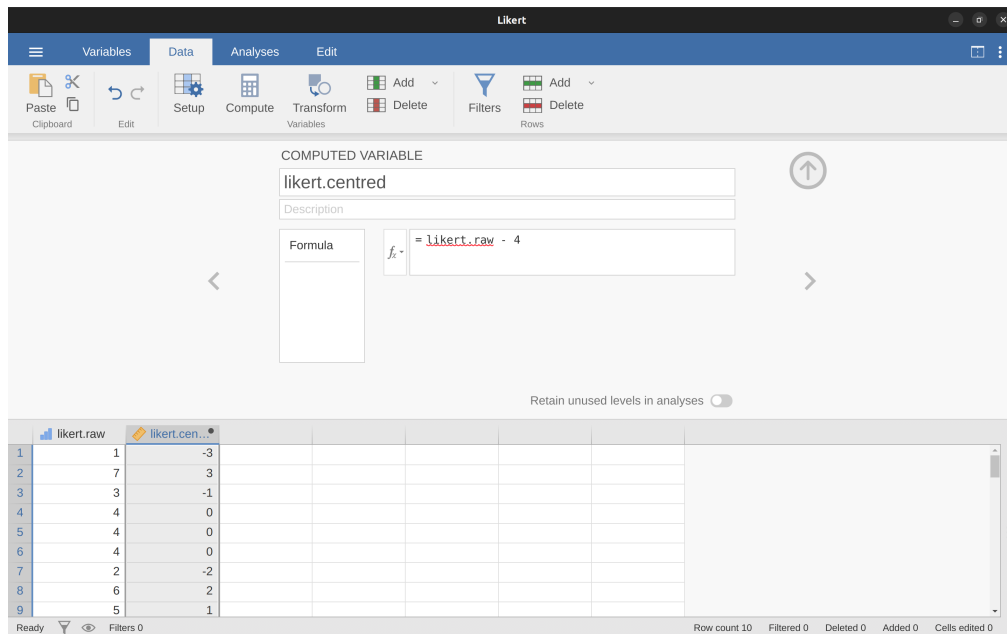 Likert
Variables Data Analyses Edit
Paste Setup Compute Transform Add Delete Filters Add Delete
Clipboard Edit Variables Rows
COMPUTED VARIABLE
likert.centred
Description
Formula
fx = likert.raw - 4
Retain unused levels in analyses
likert.raw likert.cen...
1 1 -3
2 7 3
3 3 -1
4 4 0
5 4 0
6 4 0
7 2 -2
8 6 2
9 5 1
Ready Filters 0 Row count 10 Filtered 0 Deleted 0 Added 0 Cells edited 0